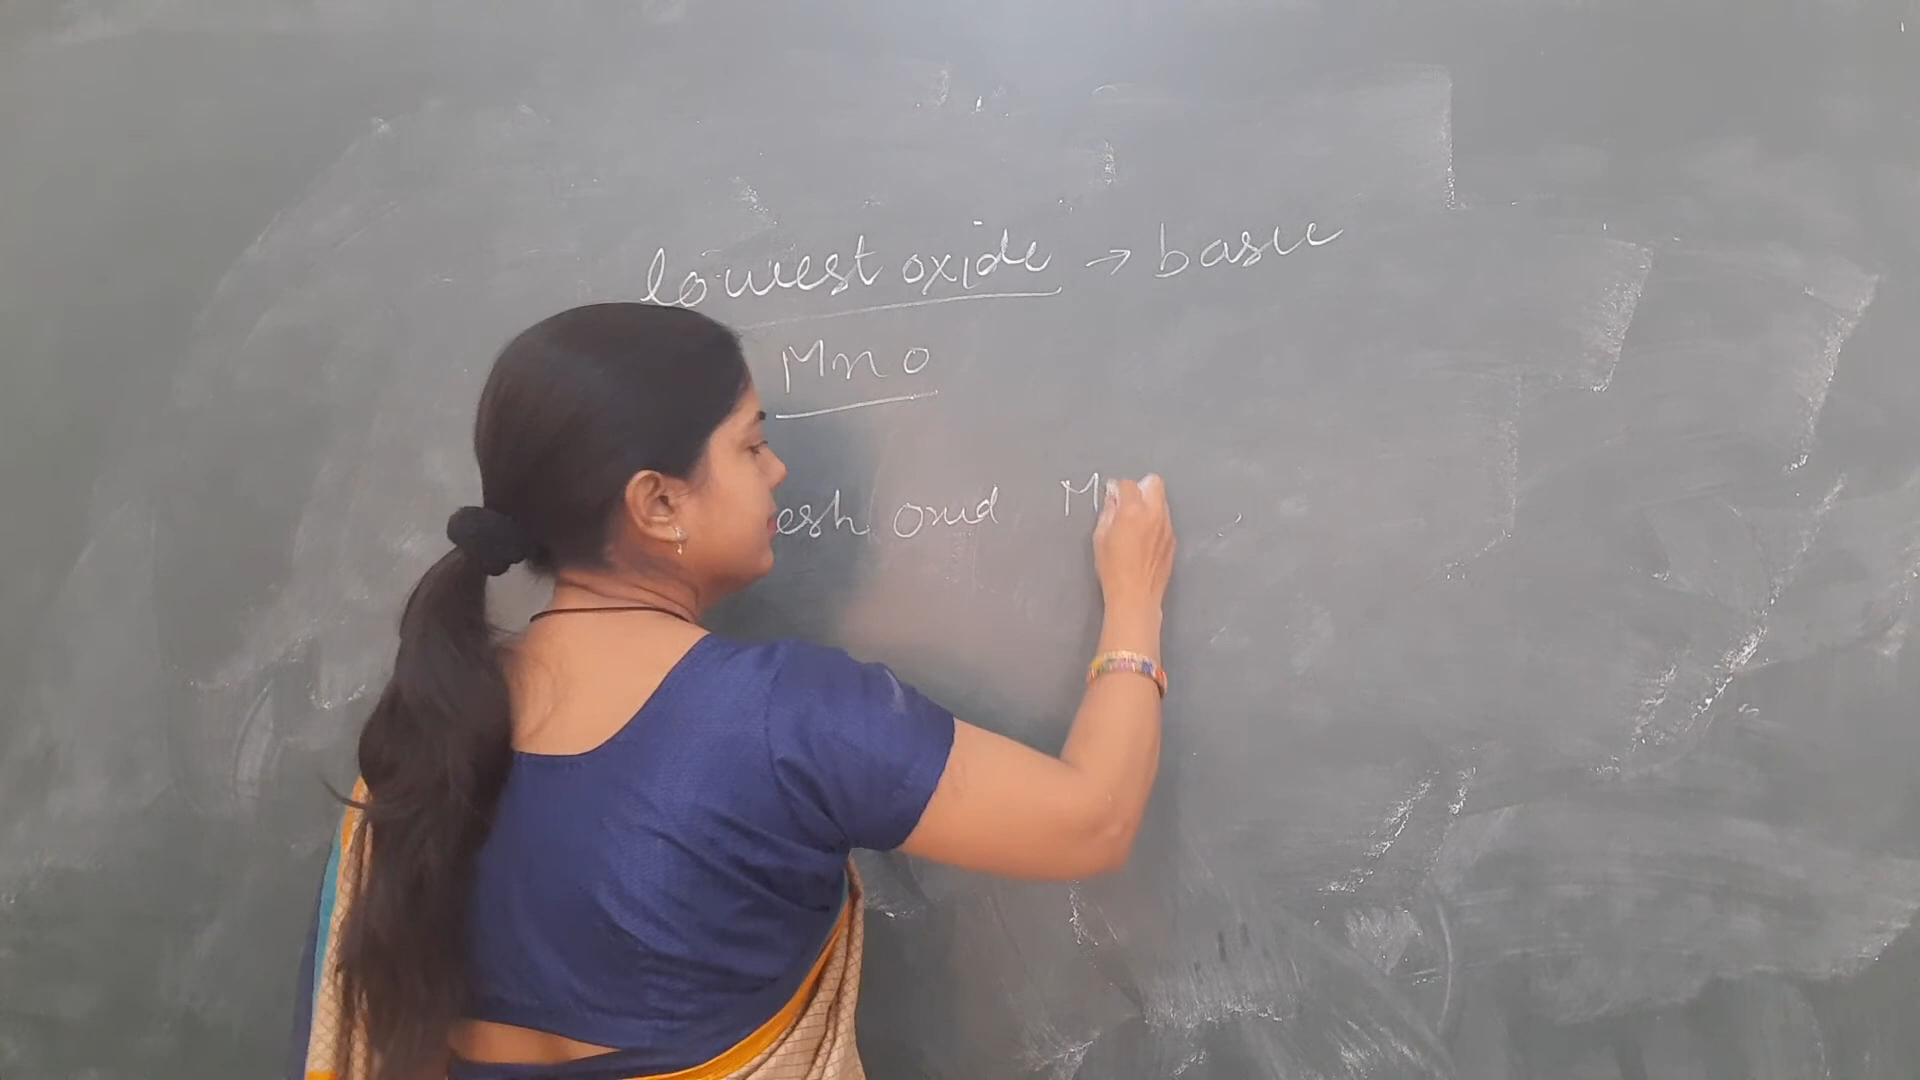 lowest oxide → basic
MnO
esh oxid M